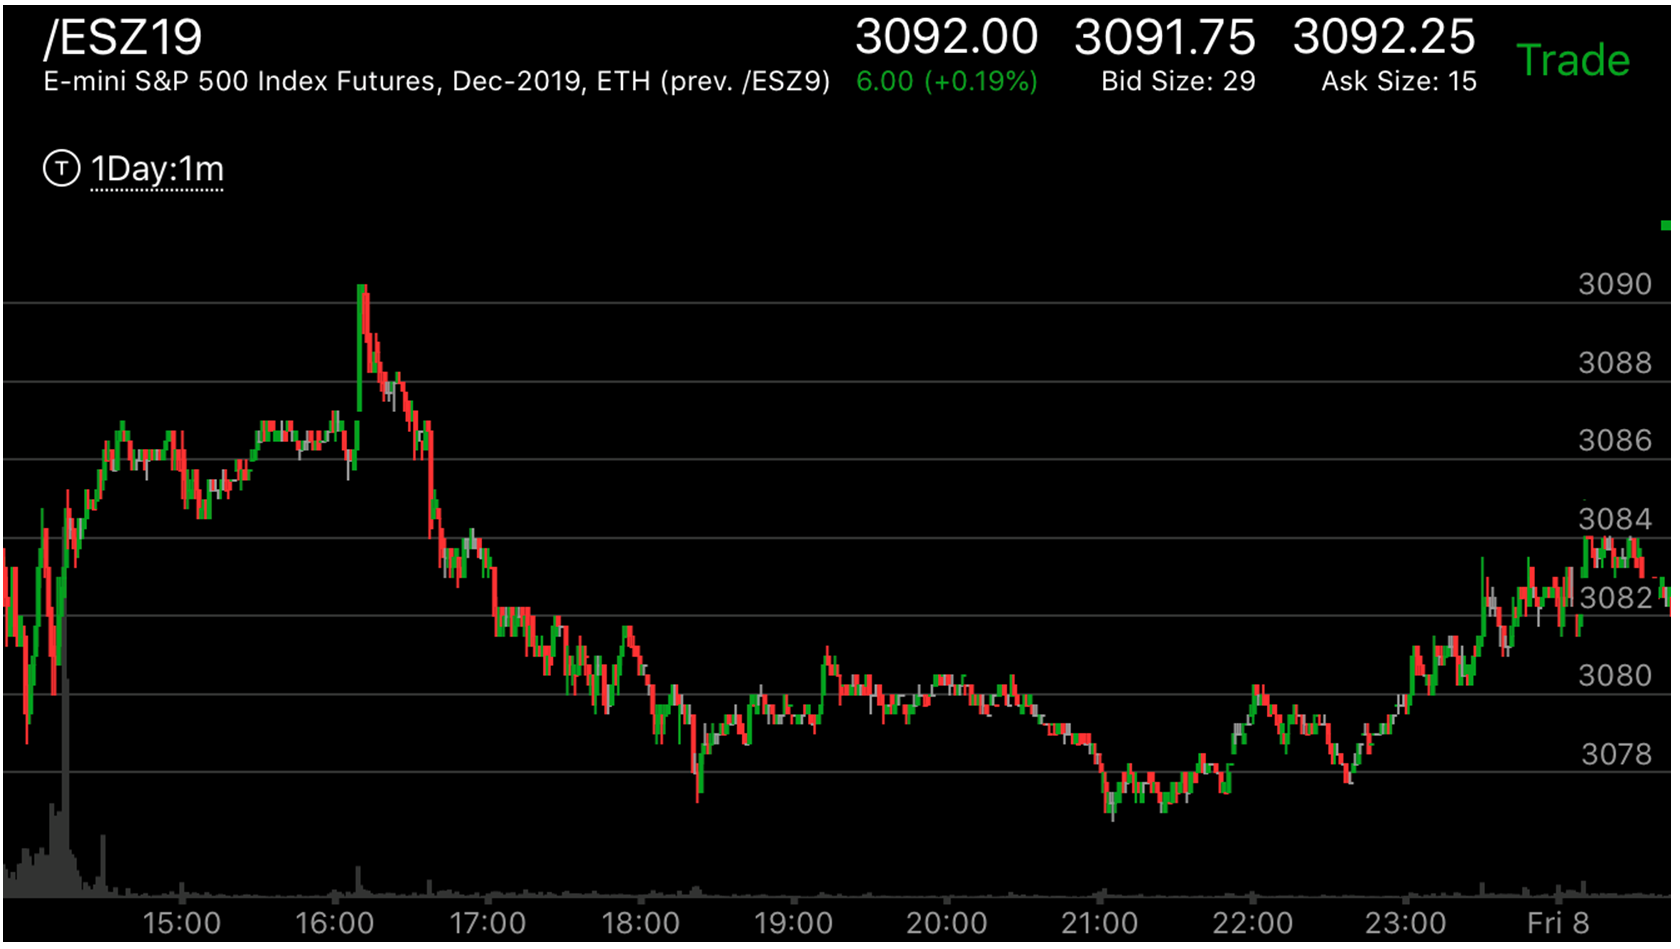 /ESZ19 3092.00 3091.75 3092.25 Trade
E-mini S&P 500 Index Futures, Dec-2019, ETH (prev. /ESZ9) 6.00 (+0.19%) Bid Size: 29 Ask Size: 15
T 1Day:1m
3090
3088
3086
3084
3082
3080
3078
15:00 16:00 17:00 18:00 19:00 20:00 21:00 22:00 23:00 Fri 8